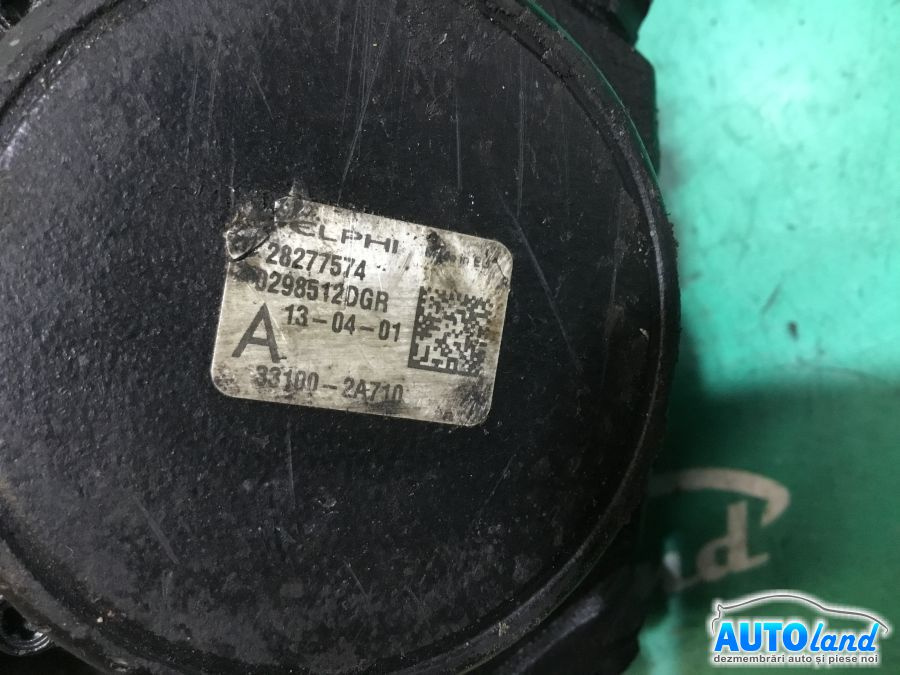 ELPHI
28277574
0298512DGR
13-04-01
A
33100-2A710
AUTOland
dezmembrări auto și piese noi